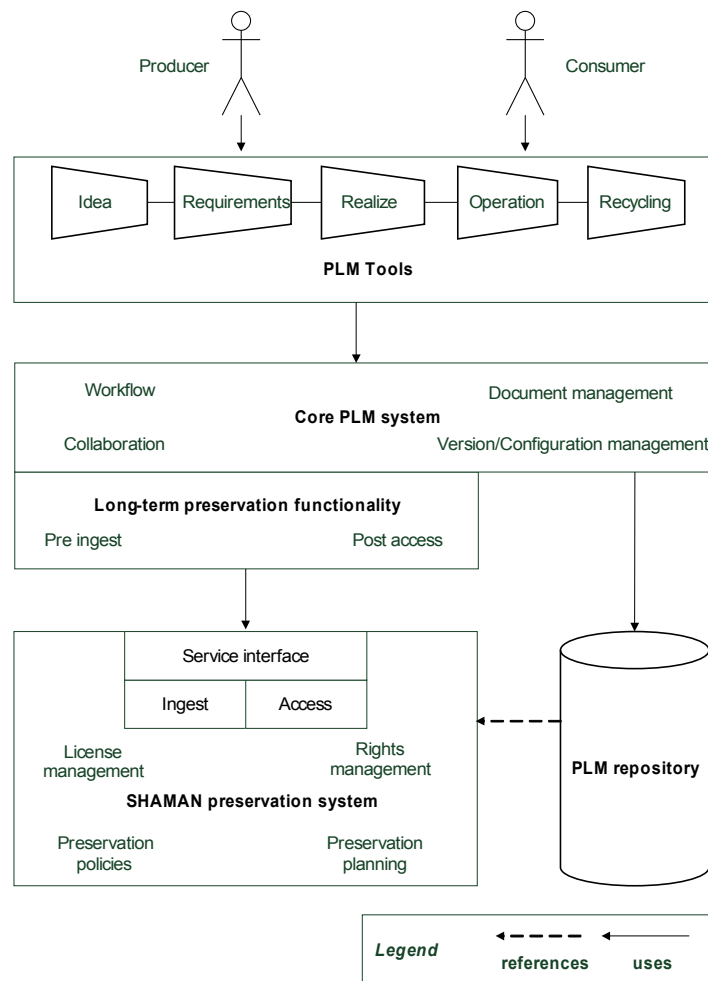 Producer
Consumer
Idea
Requirements
Realize
Operation
Recycling
PLM Tools
Workflow
Document management
Core PLM system
Collaboration
Version/Configuration management
Long-term preservation functionality
Pre ingest
Post access
Service interface
Ingest
Access
License
management
Rights
management
SHAMAN preservation system
PLM repository
Preservation
policies
Preservation
planning
Legend
references
uses